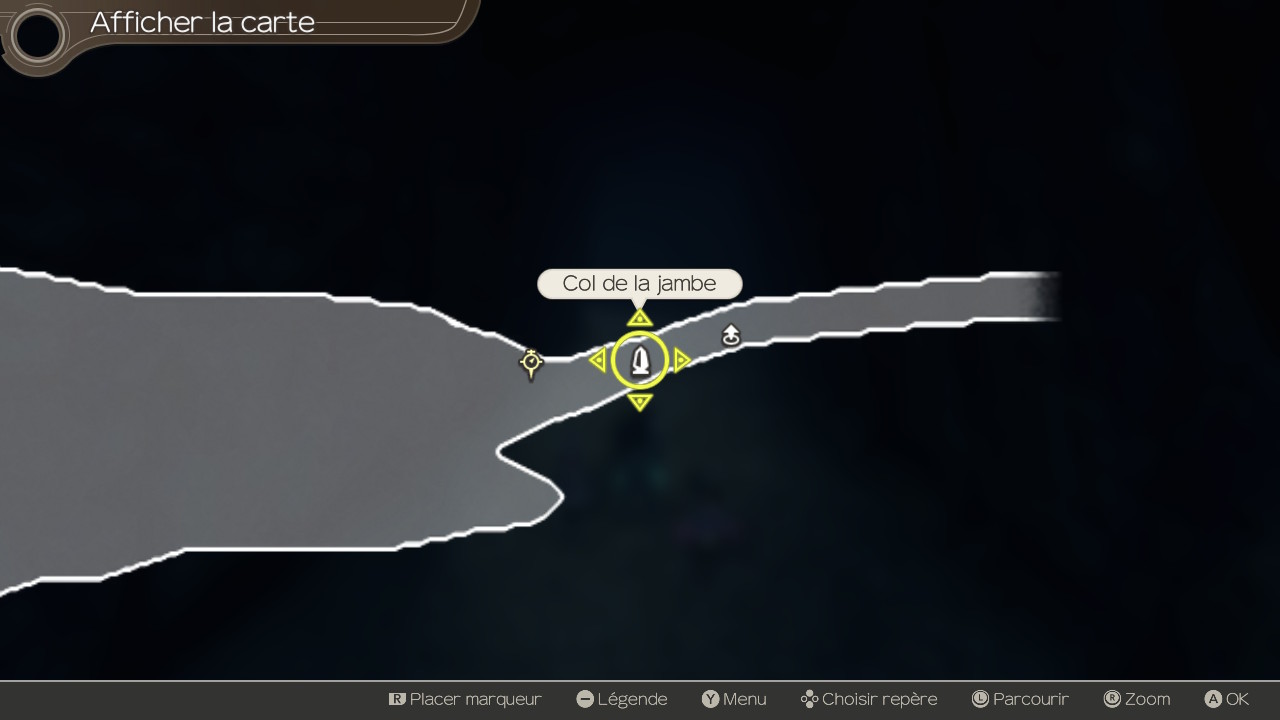 Afficher la carte
Col de la jambe
R Placer marqueur
Légende
Y Menu
Choisir repère
L Parcourir
R Zoom
A OK